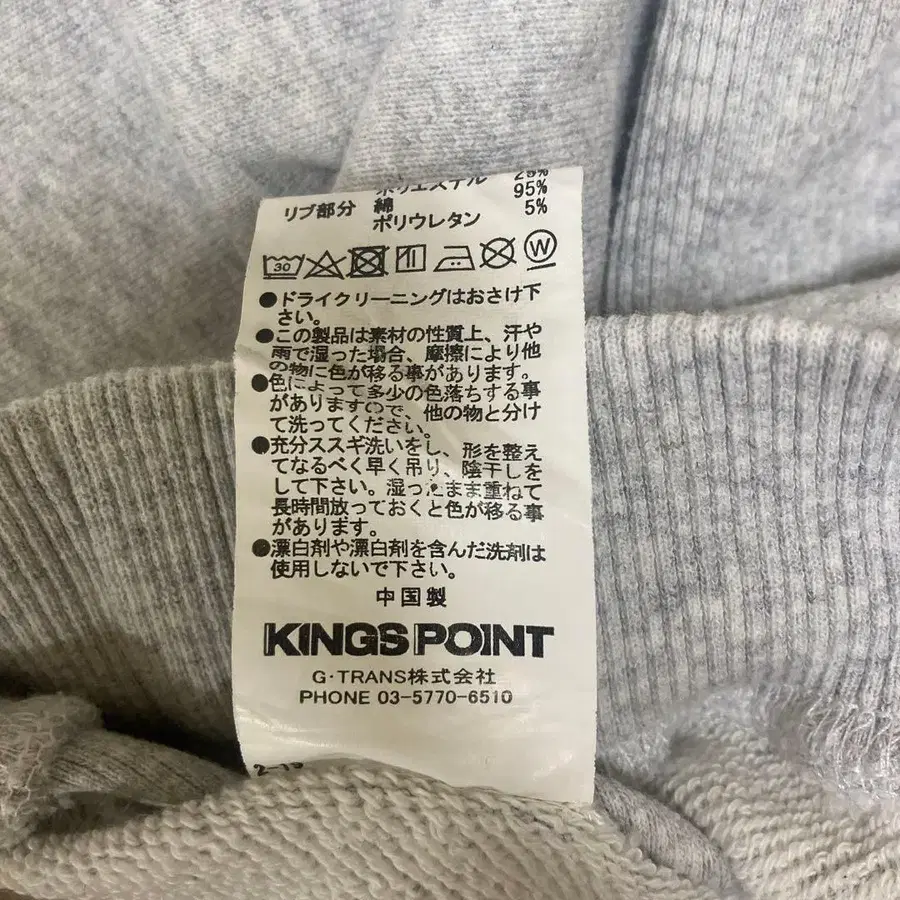 ポリエステル 25%
リブ部分 綿 95%
ポリウレタン 5%
30
W
●ドライクリーニングはおさけ下
さい。
●この製品は素材の性質上、汗や
雨で湿った場合、摩擦により他
の物に色が移る事があります。
●色によって多少の色落ちする事
がありますので、他の物と分け
て洗ってください。
●充分ススギ洗いをし、形を整え
てなるべく早く吊り、陰干しを
して下さい。湿ったまま重ねて
長時間放っておくと色が移る事
があります。
●漂白剤や漂白剤を含んだ洗剤は
使用しないで下さい。
中国製
KINGS POINT
G・TRANS株式会社
PHONE 03-5770-6510